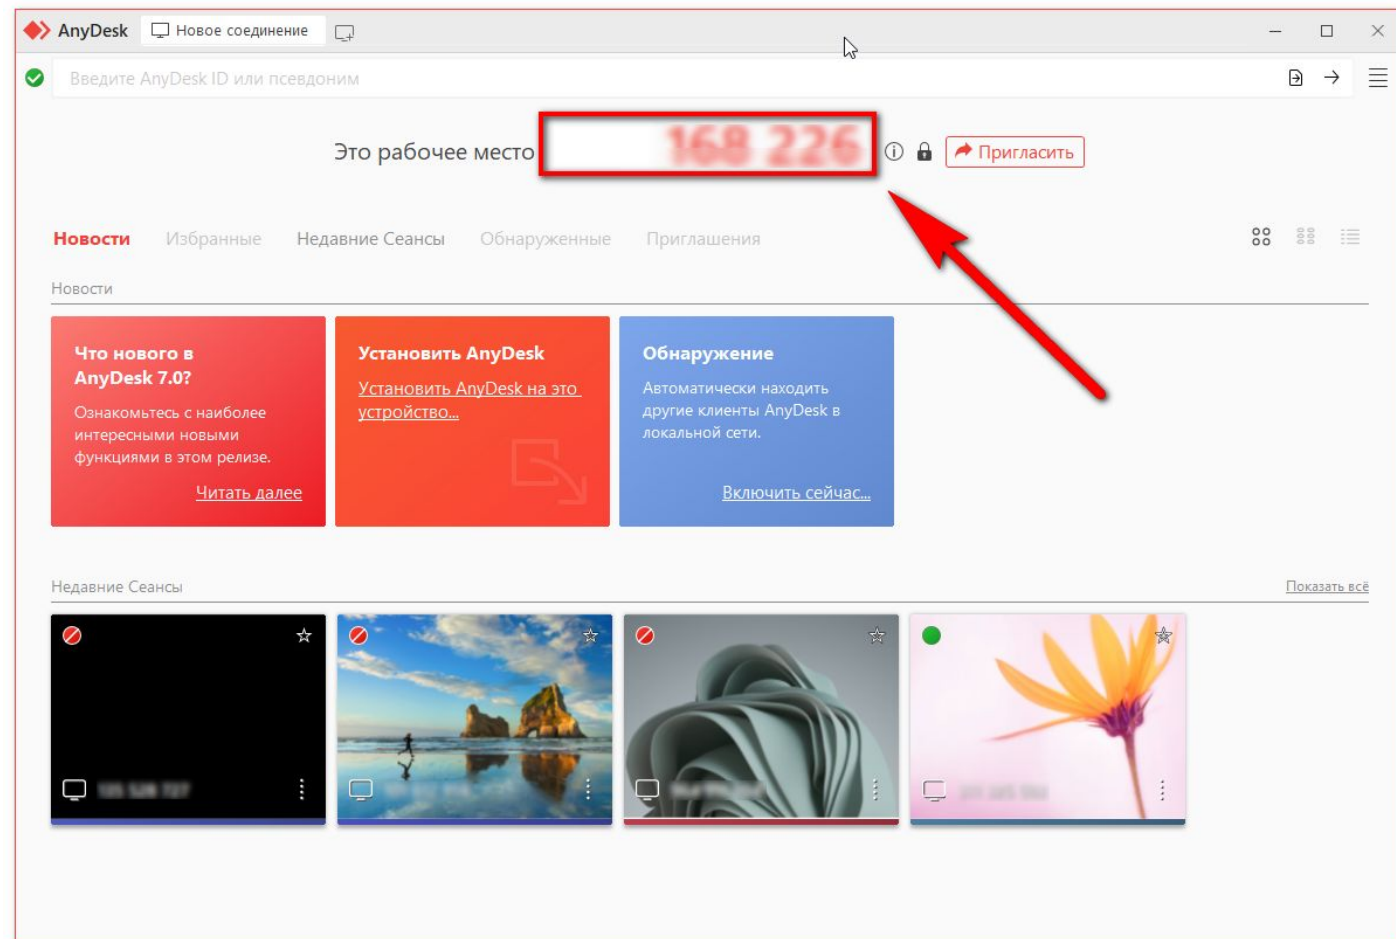 AnyDesk Новое соединение
Введите AnyDesk ID или псевдоним
Это рабочее место 168 226 Пригласить
Новости Избранные Недавние Сеансы Обнаруженные Приглашения
Новости
Что нового в
AnyDesk 7.0?
Ознакомьтесь с наиболее
интересными новыми
функциями в этом релизе.
Читать далее
Установить AnyDesk
Установить AnyDesk на это
устройство...
Обнаружение
Автоматически находить
другие клиенты AnyDesk в
локальной сети.
Включить сейчас...
Недавние Сеансы Показать всё